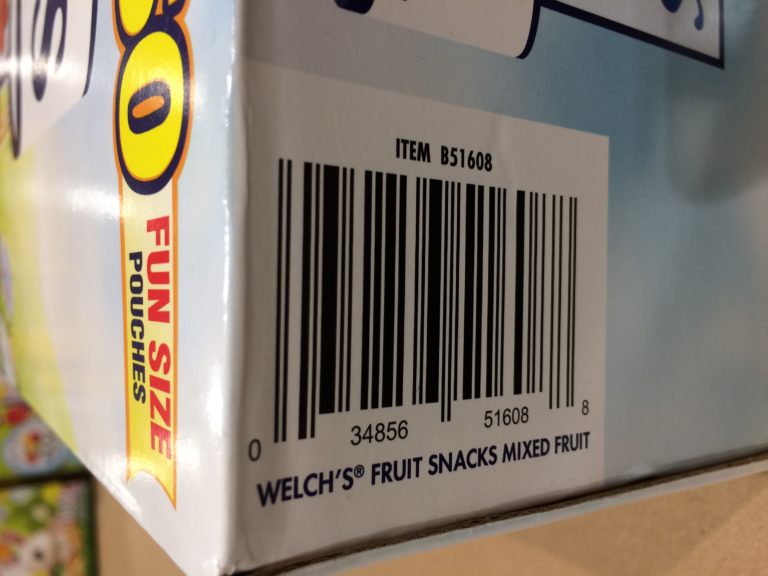 FUN SIZE
POUCHES
ITEM B51608
0 34856 51608 8
WELCH'S® FRUIT SNACKS MIXED FRUIT